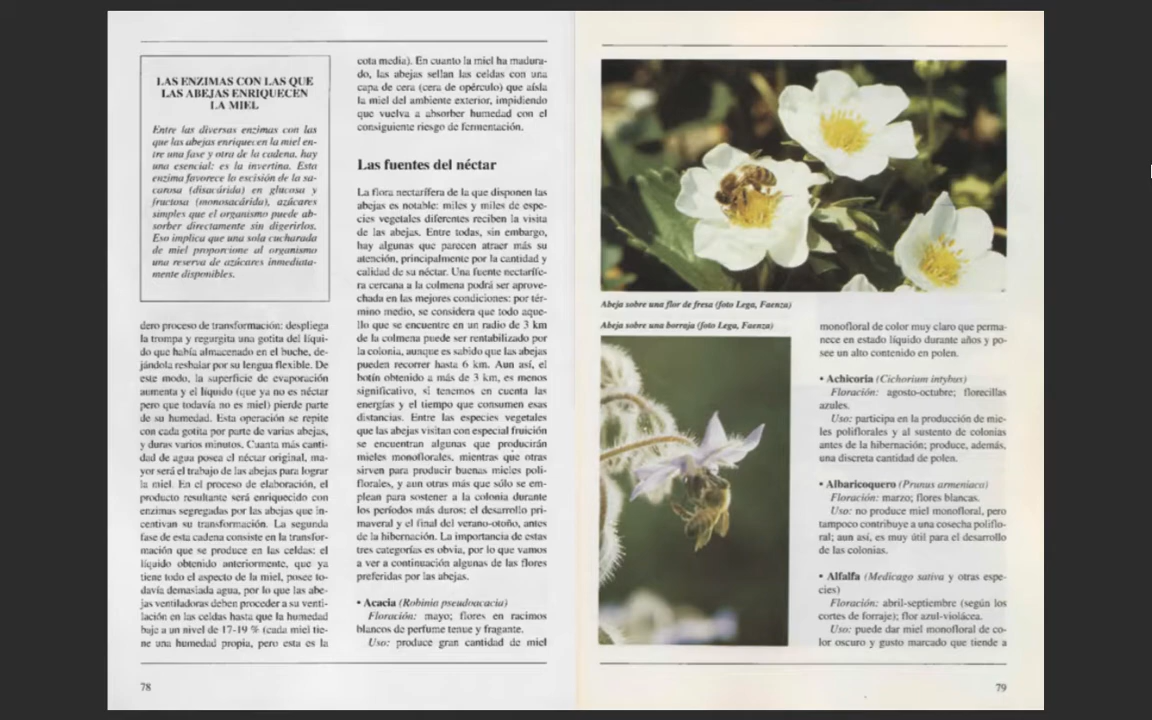 LAS ENZIMAS CON LAS QUE
LAS ABEJAS ENRIQUECEN
LA MIEL
Entre las diversas enzimas con las
que las abejas enriquecen la miel en-
tre una fase y otra de la cadena, hay
una esencial: es la invertina. Esta
enzima favorece la escisión de la sa-
carosa (disacárida) en glucosa y
fructosa (monosacárida), azúcares
simples que el organismo puede ab-
sorber directamente sin digerirlos.
Eso implica que una sola cucharada
de miel proporcione al organismo
una reserva de azúcares inmediata-
mente disponibles.
dero proceso de transformación: despliega
la trompa y regurgita una gotita del líqui-
do que había almacenado en el buche, de-
jándola resbalar por su lengua flexible. De
este modo, la superficie de evaporación
aumenta y el líquido (que ya no es néctar
pero que todavía no es miel) pierde parte
de su humedad. Esta operación se repite
con cada gotita por parte de varias abejas,
y duras varios minutos. Cuanta más canti-
dad de agua posea el néctar original, ma-
yor será el trabajo de las abejas para lograr
la miel. En el proceso de elaboración, el
producto resultante será enriquecido con
enzimas segregadas por las abejas que in-
centivan su transformación. La segunda
fase de esta cadena consiste en la transfor-
mación que se produce en las celdas: el
líquido obtenido anteriormente, que ya
tiene todo el aspecto de la miel, posee to-
davía demasiada agua, por lo que las abe-
jas ventiladoras deben proceder a su venti-
lación en las celdas hasta que la humedad
baje a un nivel de 17-19 % (cada miel tie-
ne una humedad propia, pero esta es la
78
cota media). En cuanto la miel ha madura-
do, las abejas sellan las celdas con una
capa de cera (cera de opérculo) que aísla
la miel del ambiente exterior, impidiendo
que vuelva a absorber humedad con el
consiguiente riesgo de fermentación.
Las fuentes del néctar
La flora nectarífera de la que disponen las
abejas es notable: miles y miles de espe-
cies vegetales diferentes reciben la visita
de las abejas. Entre todas, sin embargo,
hay algunas que parecen atraer más su
atención, principalmente por la cantidad y
calidad de su néctar. Una fuente nectarífe-
ra cercana a la colmena podrá ser aprove-
chada en las mejores condiciones: por tér-
mino medio, se considera que todo aque-
llo que se encuentre en un radio de 3 km
de la colmena puede ser rentabilizado por
la colonia, aunque es sabido que las abejas
pueden recorrer hasta 6 km. Aun así, el
botín obtenido a más de 3 km, es menos
significativo, si tenemos en cuenta las
energías y el tiempo que consumen esas
distancias. Entre las especies vegetales
que las abejas visitan con especial fruición
se encuentran algunas que producirán
mieles monoflorales, mientras que otras
sirven para producir buenas mieles poli-
florales, y aun otras más que sólo se em-
plean para sostener a la colonia durante
los períodos más duros: el desarrollo pri-
maveral y el final del verano-otoño, antes
de la hibernación. La importancia de estas
tres categorías es obvia, por lo que vamos
a ver a continuación algunas de las flores
preferidas por las abejas.
• Acacia (Robinia pseudoacacia)
Floración: mayo; flores en racimos
blancos de perfume tenue y fragante.
Uso: produce gran cantidad de miel
Abeja sobre una flor de fresa (foto Lega, Faenza)
Abeja sobre una borraja (foto Lega, Faenza)
monofloral de color muy claro que perma-
nece en estado líquido durante años y po-
see un alto contenido en polen.
• Achicoria (Cichorium intybus)
Floración: agosto-octubre; florecillas
azules.
Uso: participa en la producción de mie-
les poliflorales y al sustento de colonias
antes de la hibernación; produce, además,
una discreta cantidad de polen.
• Albaricoquero (Prunus armeniaca)
Floración: marzo; flores blancas.
Uso: no produce miel monofloral, pero
tampoco contribuye a una cosecha poliflo-
ral; aun así, es muy útil para el desarrollo
de las colonias.
• Alfalfa (Medicago sativa y otras espe-
cies)
Floración: abril-septiembre (según los
cortes de forraje); flor azul-violácea.
Uso: puede dar miel monofloral de co-
lor oscuro y gusto marcado que tiende a
79